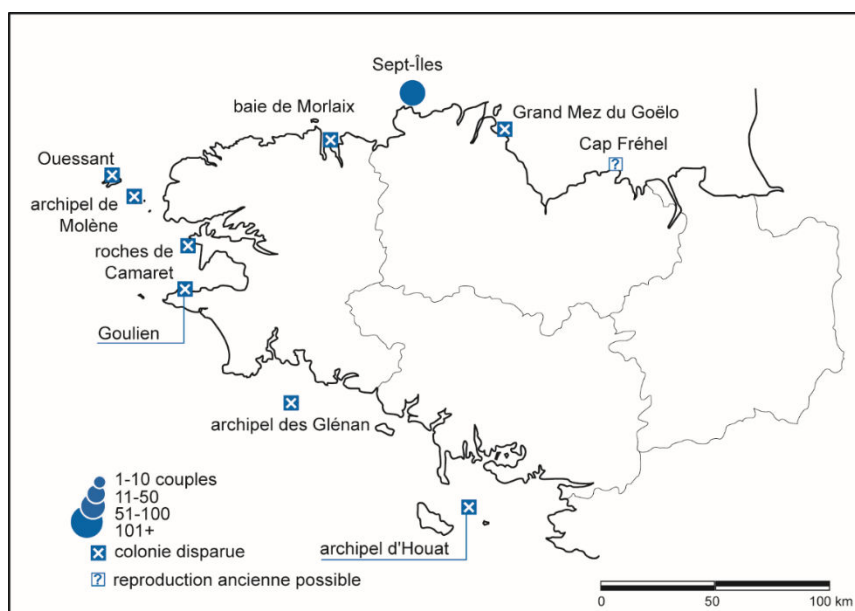 Sept-Îles
baie de Morlaix
Grand Mez du Goëlo
Cap Fréhel
?
Ouessant
archipel de
Molène
roches de
Camaret
Goulien
archipel des Glénan
archipel d'Houat
1-10 couples
11-50
51-100
101+
colonie disparue
? reproduction ancienne possible
0 50 100 km